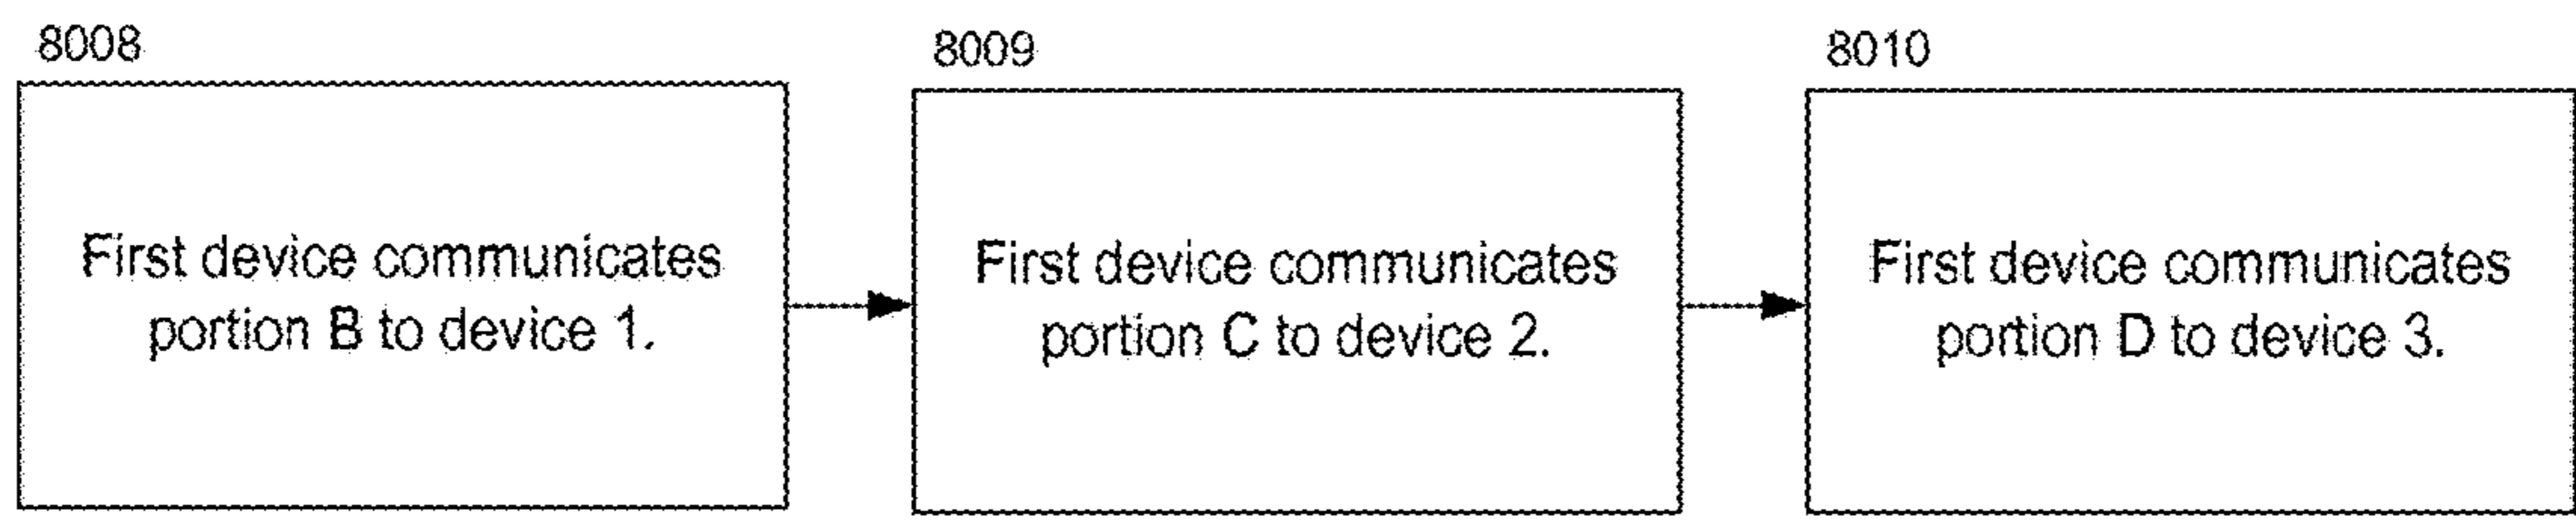 8008
First device communicates
portion B to device 1.
8009
First device communicates
portion C to device 2.
8010
First device communicates
portion D to device 3.